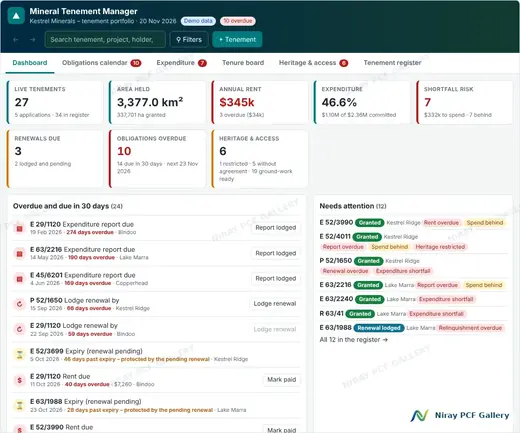 Mineral Tenement Manager
Kestrel Minerals – tenement portfolio · 20 Nov 2026 Demo data 10 overdue
Search tenement, project, holder, Filters + Tenement
Dashboard Obligations calendar 10 Expenditure 7 Tenure board Heritage & access 6 Tenement register
LIVE TENEMENTS
27
5 applications · 34 in register
AREA HELD
3,377.0 km²
337,701 ha granted
ANNUAL RENT
$345k
3 overdue ($34k)
EXPENDITURE
46.6%
$1.10M of $2.36M committed
SHORTFALL RISK
7
$332k to spend · 7 behind
RENEWALS DUE
3
2 lodged and pending
OBLIGATIONS OVERDUE
10
14 due in 30 days · next 23 Nov
2026
HERITAGE & ACCESS
6
1 restricted · 5 without
agreement · 19 ground-work
ready
Overdue and due in 30 days (24)
E 29/1120 Expenditure report due
19 Feb 2026 · 274 days overdue · Bindoo
Report lodged
E 63/2216 Expenditure report due
14 May 2026 · 190 days overdue · Lake Marra
Report lodged
E 45/6201 Expenditure report due
4 Jun 2026 · 169 days overdue · Copperhead
Report lodged
P 52/1650 Lodge renewal by
15 Sep 2026 · 66 days overdue · Kestrel Ridge
Lodge renewal
E 29/1120 Lodge renewal by
22 Sep 2026 · 59 days overdue · Bindoo
Lodge renewal
E 52/3699 Expiry (renewal pending)
5 Oct 2026 · 46 days past expiry – protected by the pending renewal · Kestrel Ridge
E 29/1120 Rent due
11 Oct 2026 · 40 days overdue · $7,260 · Bindoo
Mark paid
E 63/1988 Expiry (renewal pending)
23 Oct 2026 · 28 days past expiry – protected by the pending renewal · Lake Marra
E 52/3990 Rent due
Mark paid
Needs attention (12)
E 52/3990 Granted Kestrel Ridge Rent overdue Spend behind
E 52/4011 Granted Kestrel Ridge
Report overdue Spend behind Heritage restricted
P 52/1650 Granted Kestrel Ridge
Renewal overdue Expenditure shortfall
E 63/2216 Granted Lake Marra Report overdue Spend behind
E 63/2240 Granted Lake Marra Expenditure shortfall
R 63/41 Granted Lake Marra Expenditure shortfall
E 63/1988 Renewal lodged Lake Marra Relinquishment overdue
All 12 in the register →
Niray PCF Gallery